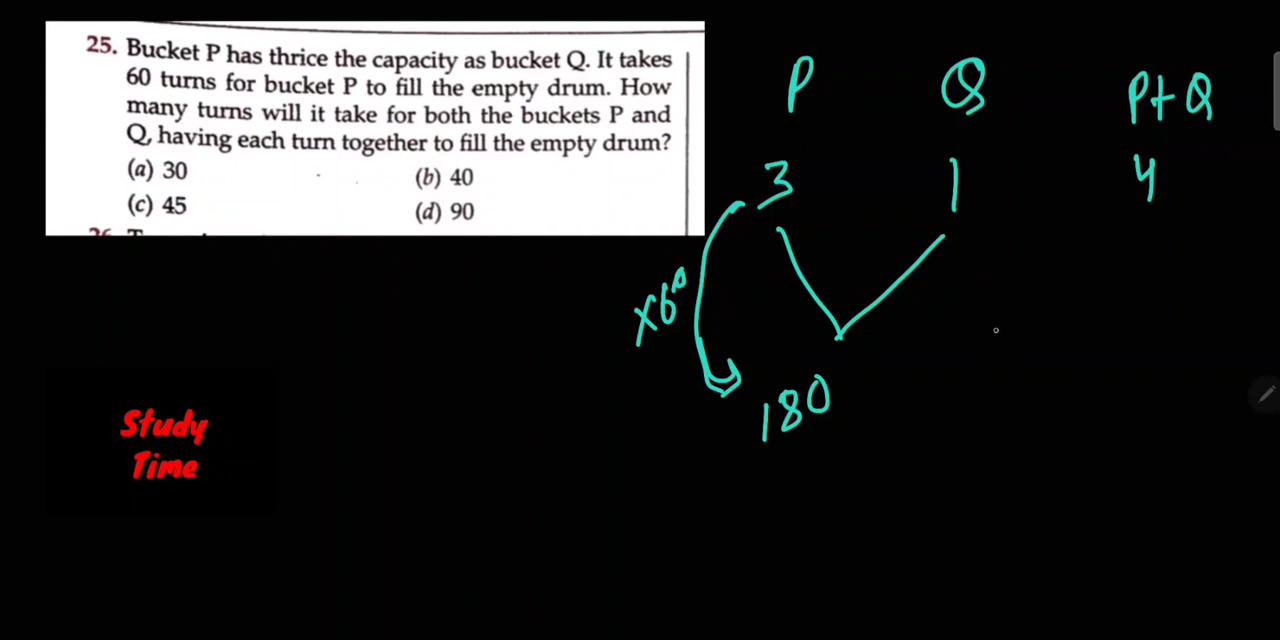 25. Bucket P has thrice the capacity as bucket Q. It takes
60 turns for bucket P to fill the empty drum. How
many turns will it take for both the buckets P and
Q, having each turn together to fill the empty drum?
(a) 30 (b) 40
(c) 45 (d) 90
P Q P+Q
3 1 4
×60
180
Study
Time